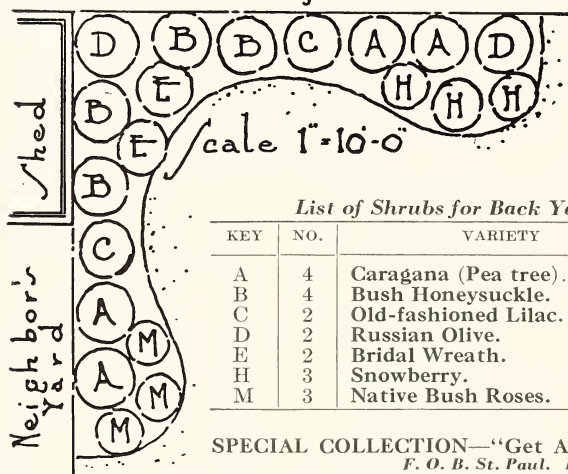 D B B C A A D
E H H H
B
E
Shed
Scale 1"=10'-0"
B
List of Shrubs for Back
KEY NO. VARIETY
C
A 4 Caragana (Pea tree).
B 4 Bush Honeysuckle.
C 2 Old-fashioned Lilac.
D 2 Russian Olive.
E 2 Bridal Wreath.
H 3 Snowberry.
M 3 Native Bush Roses.
A
M
A
M
M
Neighbor's
Yard
SPECIAL COLLECTION—"Get
F. O. B. St. Paul.